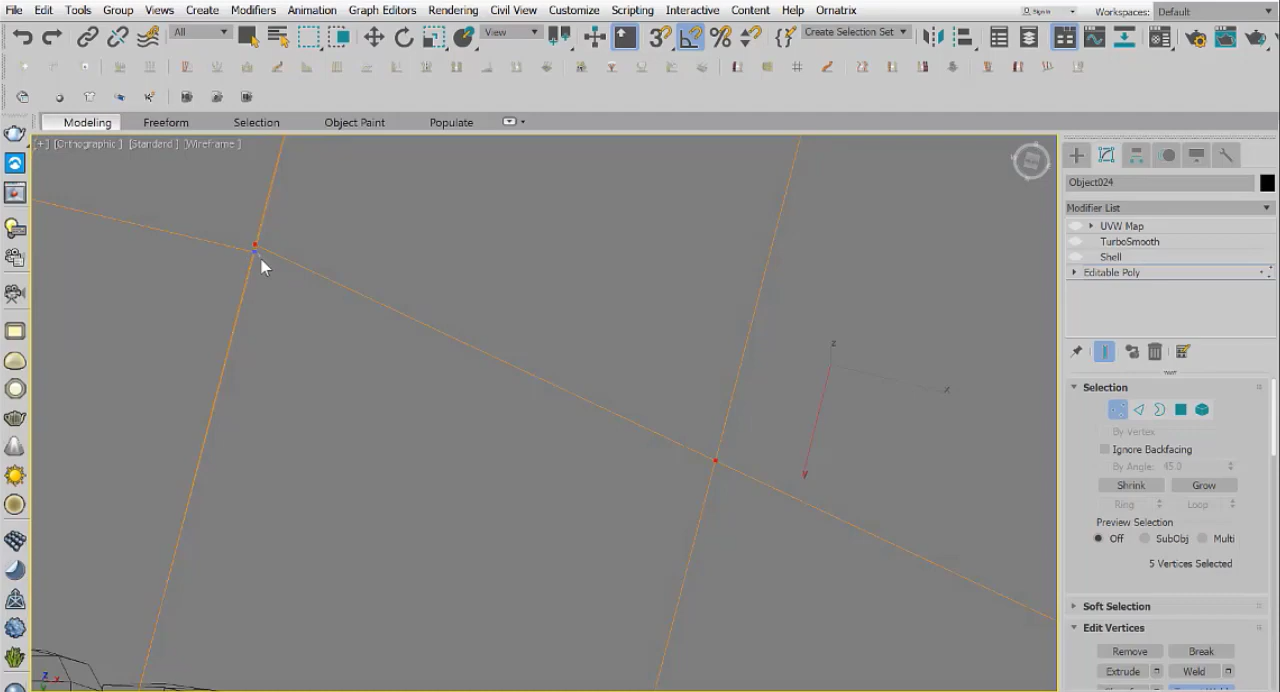 File Edit Tools Group Views Create Modifiers Animation Graph Editors Rendering Civil View Customize Scripting Interactive Content Help Ornatrix Sign Workspaces: Default
All View Create Selection Set
Modeling Freeform Selection Object Paint Populate
[+] [Orthographic ] [Standard ] [Wireframe ]
Object024
Modifier List
UVW Map
TurboSmooth
Shell
Editable Poly
z
x
y
Selection
By Vertex
Ignore Backfacing
By Angle: 45.0
Shrink Grow
Ring Loop
Preview Selection
Off SubObj Multi
5 Vertices Selected
Soft Selection
Edit Vertices
Remove Break
Extrude Weld
z x